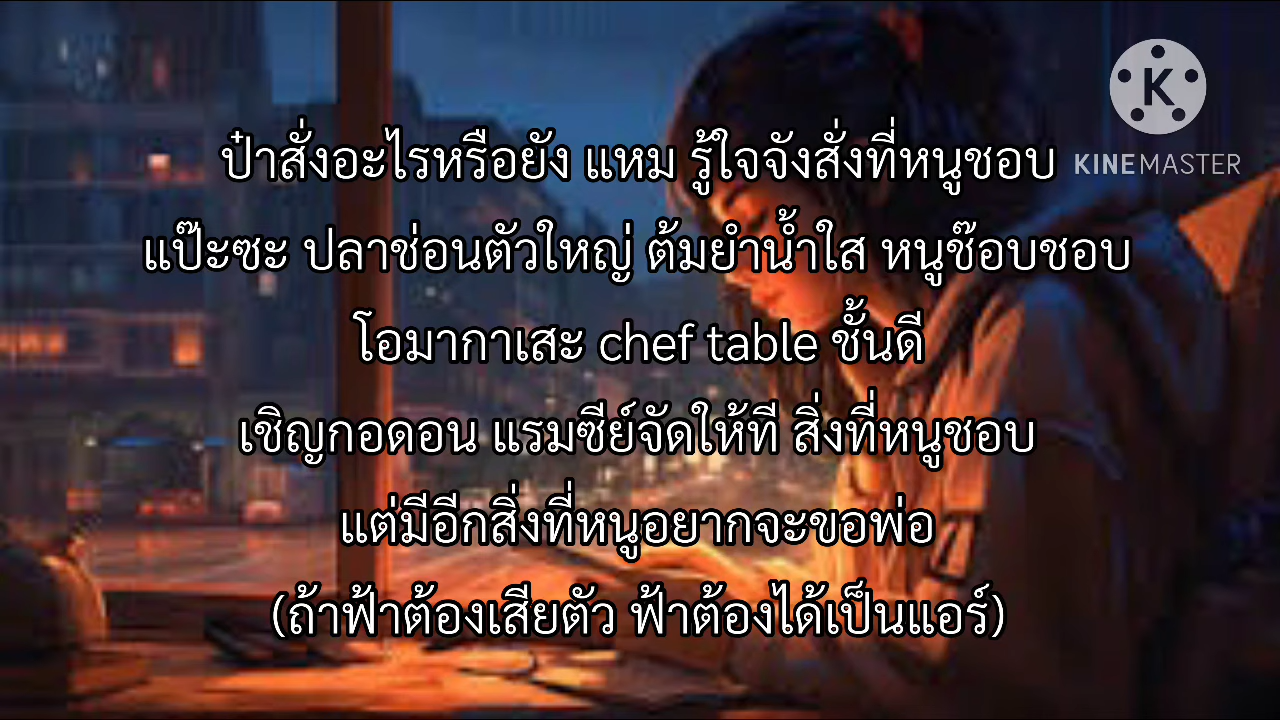 ป๋าสั่งอะไรหรือยัง แหม รู้ใจจังสั่งที่หนูชอบ
KINEMASTER
แป๊ะซะ ปลาช่อนตัวใหญ่ ต้มยำน้ำใส หนูช๊อบชอบ
โอมากาเสะ chef table ชั้นดี
เชิญกอดอน แรมซีย์จัดให้ที สิ่งที่หนูชอบ
แต่มีอีกสิ่งที่หนูอยากจะขอพ่อ
(ถ้าฟ้าต้องเสียตัว ฟ้าต้องได้เป็นแอร์)